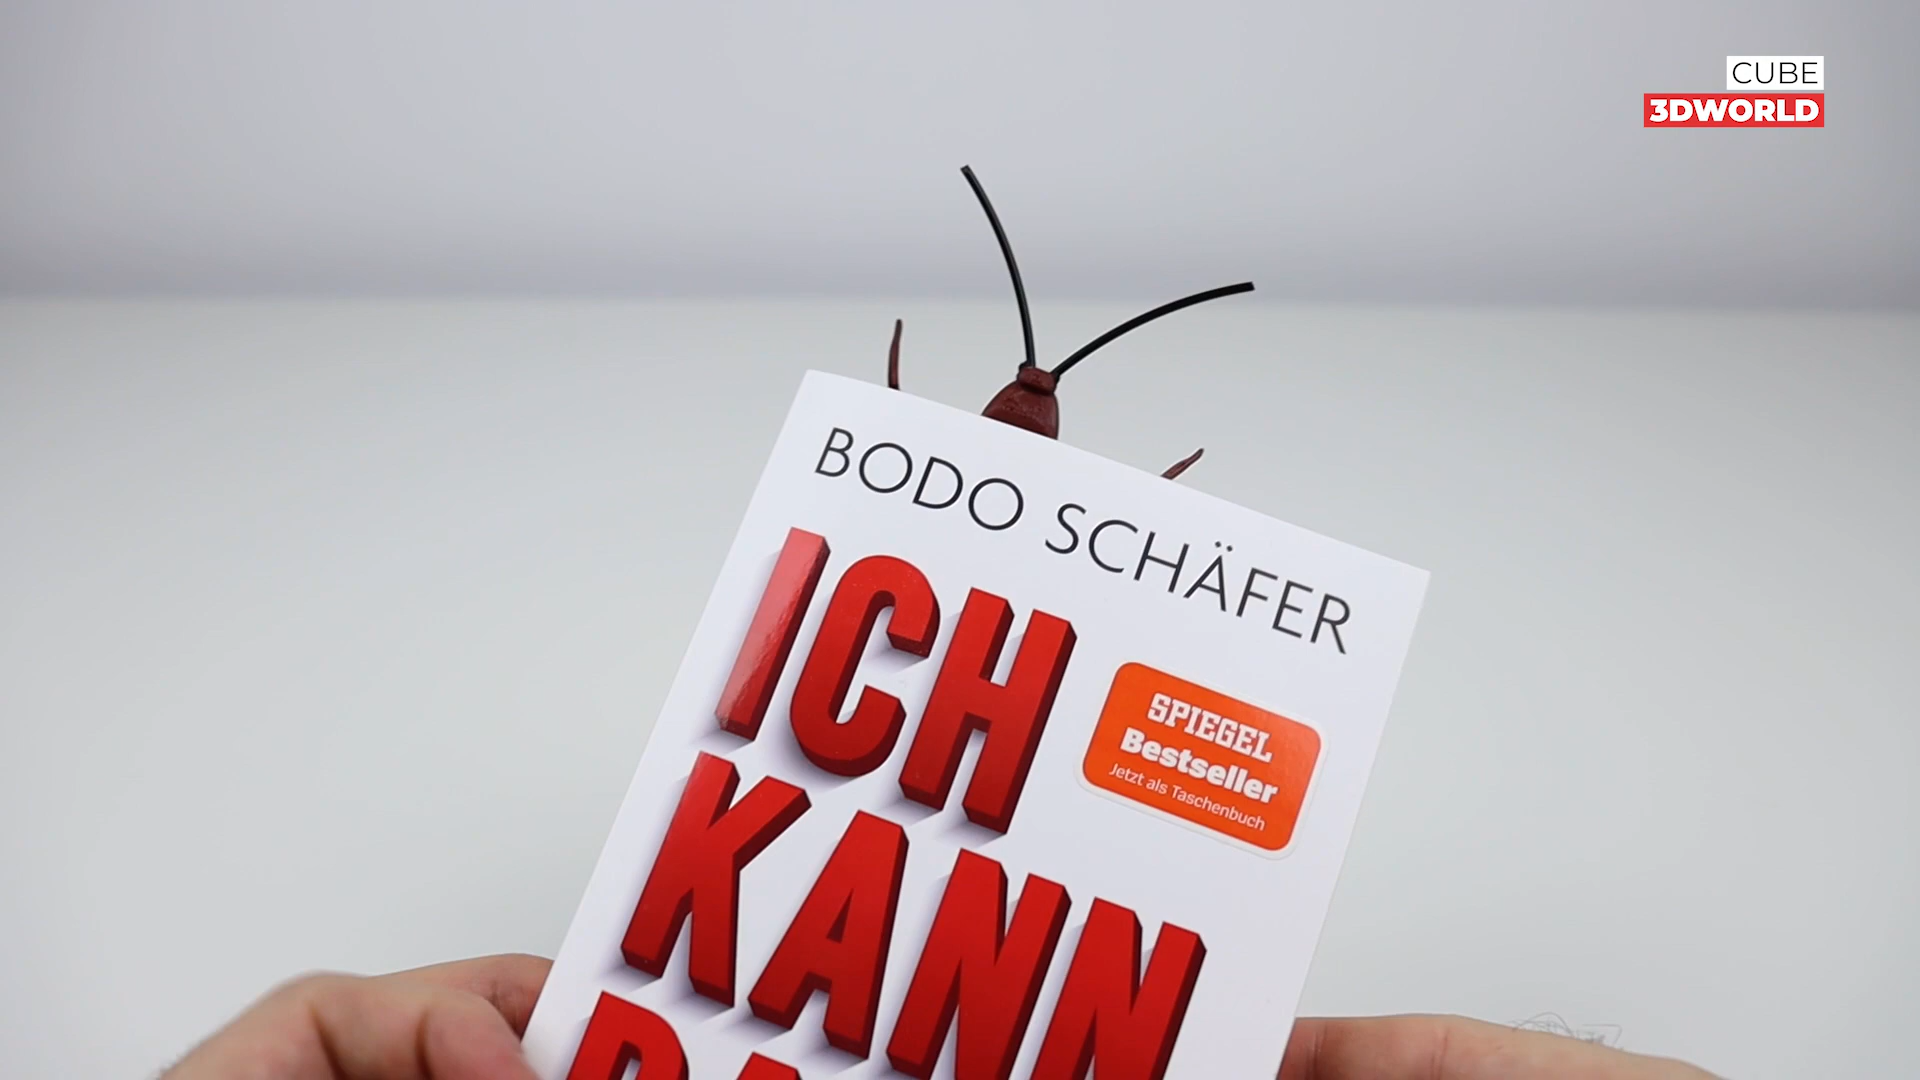 CUBE
3DWORLD
BODO SCHÄFER
ICH
KANN
SPIEGEL
Bestseller
Jetzt als Taschenbuch